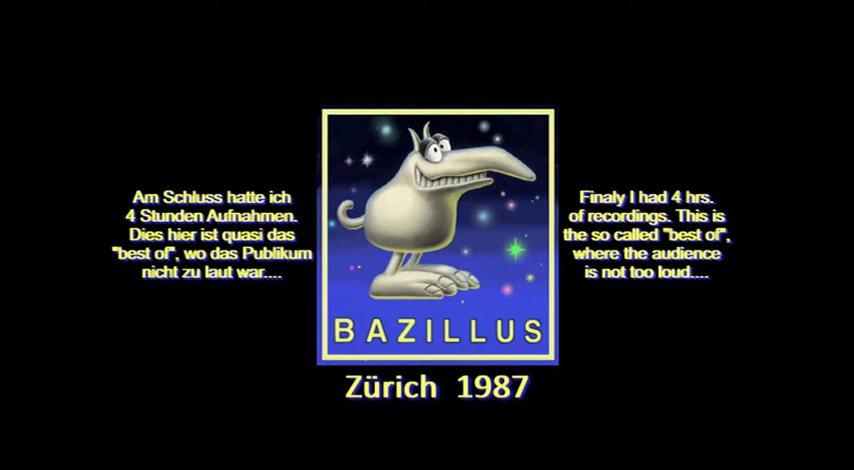 Am Schluss hatte ich
4 Stunden Aufnahmen.
Dies hier ist quasi das
"best of", wo das Publikum
nicht zu laut war....
Finaly I had 4 hrs.
of recordings. This is
the so called "best of",
where the audience
is not too loud....
BAZILLUS
Zürich 1987